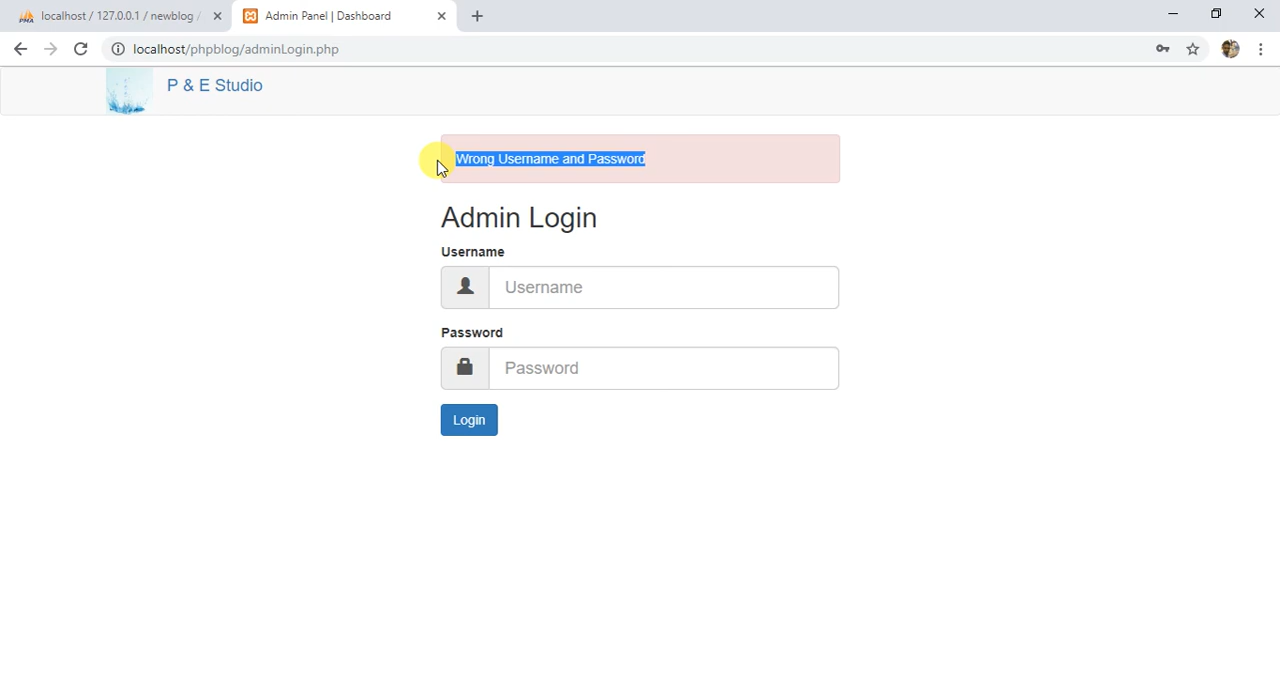 localhost / 127.0.0.1 / newblog /
Admin Panel | Dashboard
localhost/phpblog/adminLogin.php
P & E Studio
Wrong Username and Password
Admin Login
Username
Username
Password
Password
Login